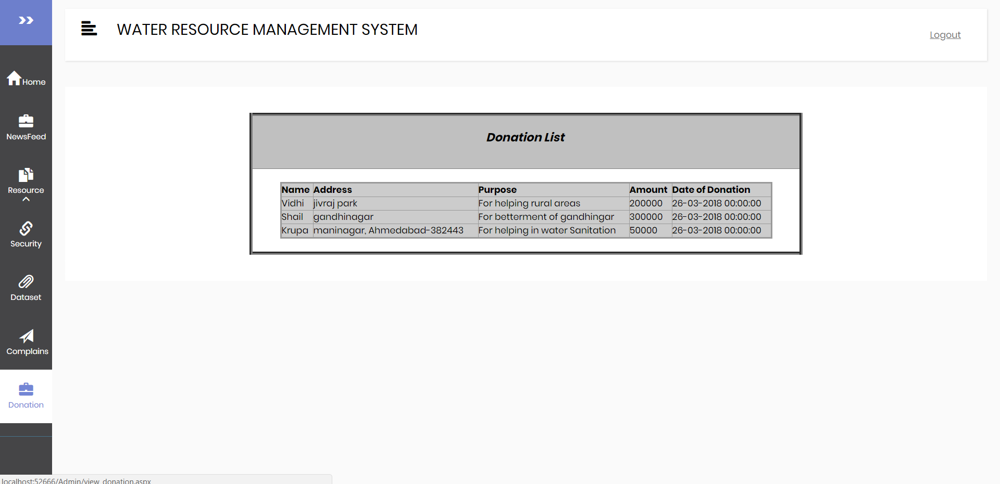 WATER RESOURCE MANAGEMENT SYSTEM
Logout
Home
NewsFeed
Resource
Security
Dataset
Complains
Donation
Donation List
Name Address Purpose Amount Date of Donation
Vidhi jivraj park For helping rural areas 200000 26-03-2018 00:00:00
Shail gandhinagar For betterment of gandhingar 300000 26-03-2018 00:00:00
Krupa maninagar, Ahmedabad-382443 For helping in water Sanitation 50000 26-03-2018 00:00:00
localhost:52666/Admin/view_donation.aspx